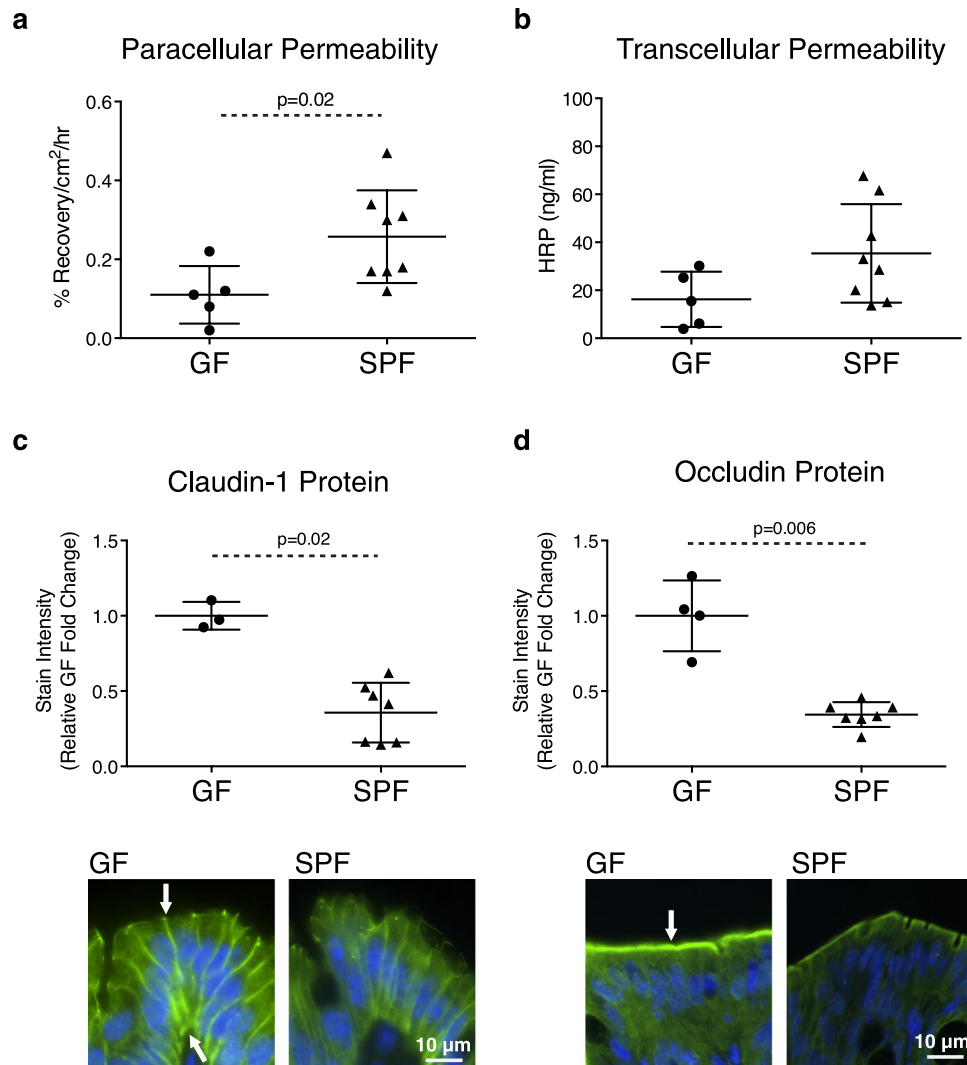 a
Paracellular Permeability
% Recovery/cm²/hr
0.6
0.4
0.2
0.0
p=0.02
GF SPF
b
Transcellular Permeability
HRP (ng/ml)
100
80
60
40
20
0
GF SPF
c
Claudin-1 Protein
Stain Intensity
(Relative GF Fold Change)
1.5
1.0
0.5
0.0
p=0.02
GF SPF
GF SPF
10 µm
d
Occludin Protein
Stain Intensity
(Relative GF Fold Change)
1.5
1.0
0.5
0.0
p=0.006
GF SPF
GF SPF
10 µm